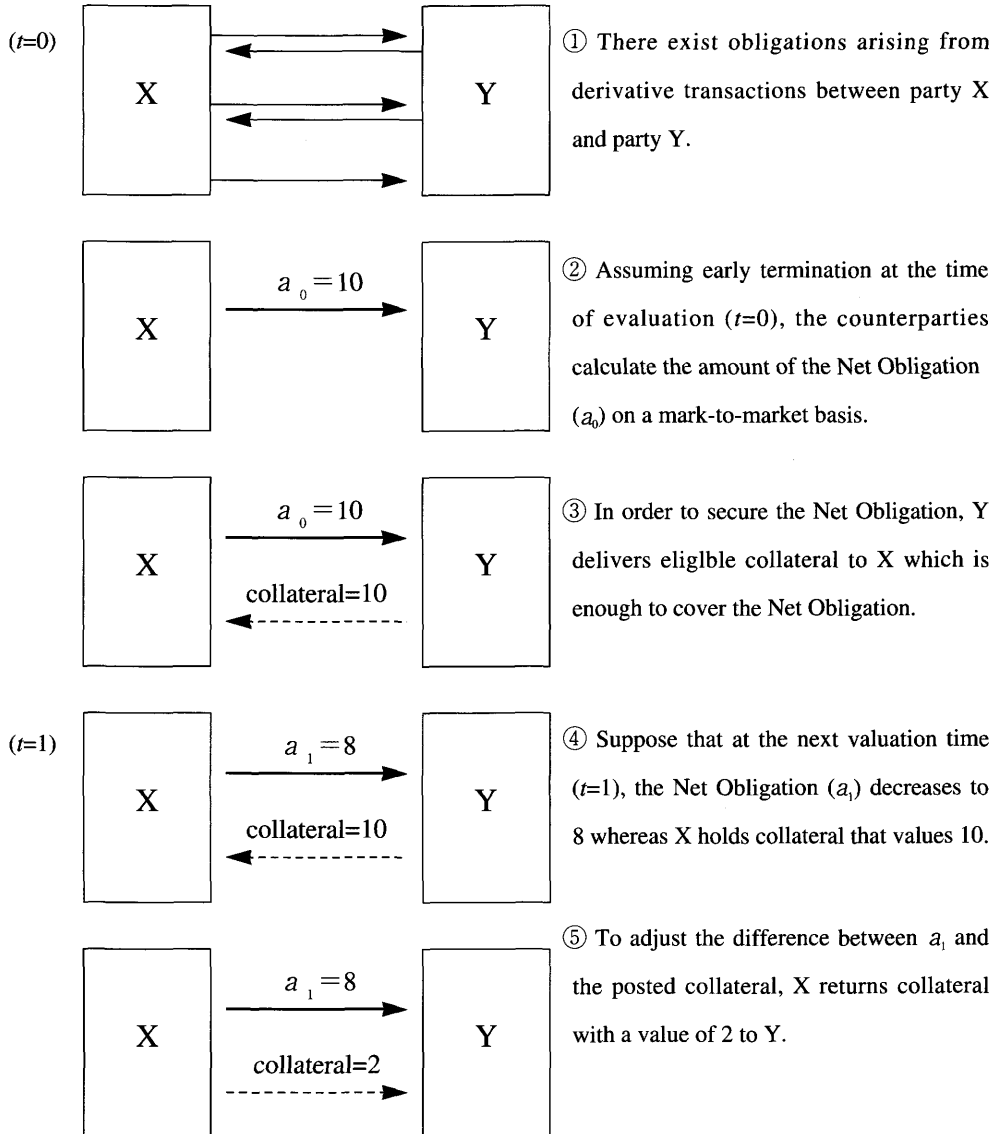 (t=0)
X
Y
① There exist obligations arising from
derivative transactions between party X
and party Y.
a₀=10
X
Y
② Assuming early termination at the time
of evaluation (t=0), the counterparties
calculate the amount of the Net Obligation
(a₀) on a mark-to-market basis.
a₀=10
X
Y
collateral=10
③ In order to secure the Net Obligation, Y
delivers eliglble collateral to X which is
enough to cover the Net Obligation.
(t=1)
a₁=8
X
Y
collateral=10
④ Suppose that at the next valuation time
(t=1), the Net Obligation (a₁) decreases to
8 whereas X holds collateral that values 10.
a₁=8
X
Y
collateral=2
⑤ To adjust the difference between a₁ and
the posted collateral, X returns collateral
with a value of 2 to Y.